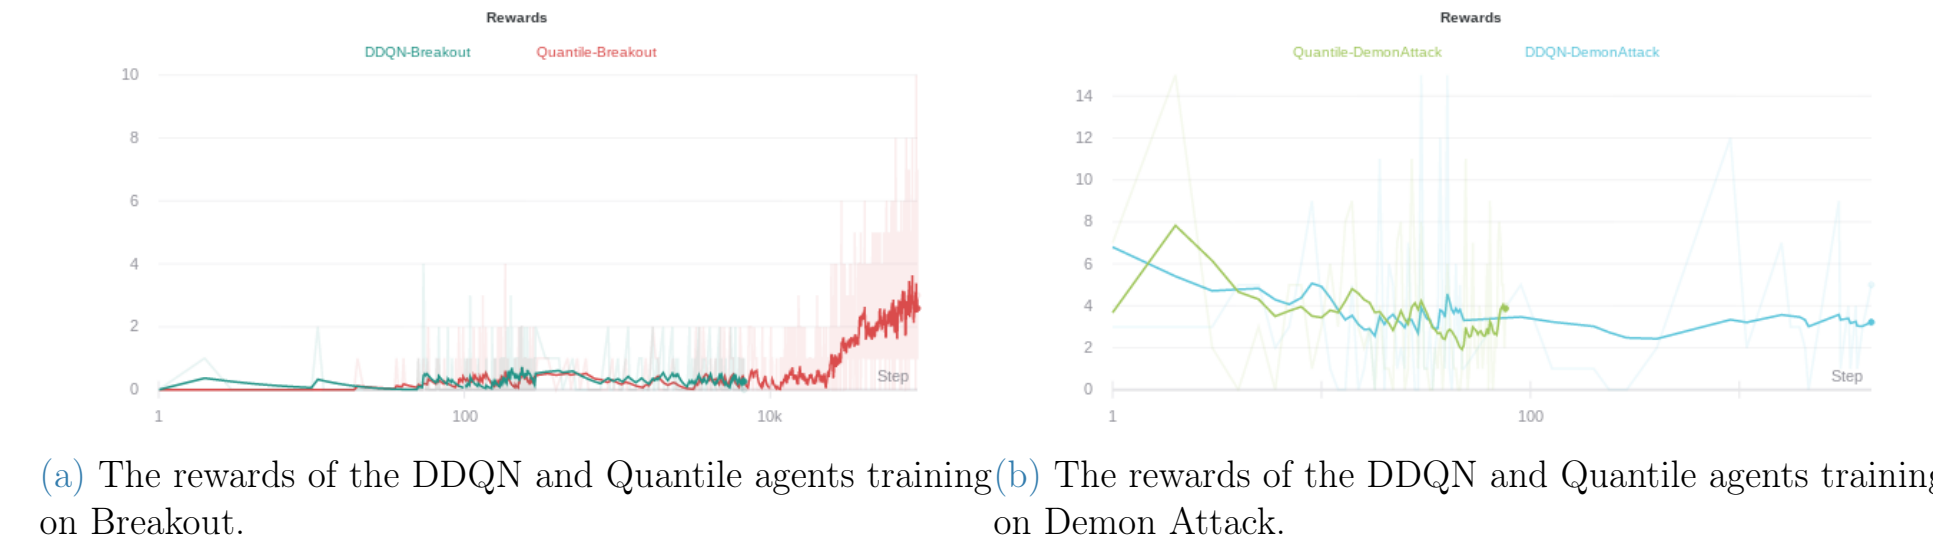 Rewards
DDQN-Breakout Quantile-Breakout
10
8
6
4
2
0
Step
1 100 10k
Rewards
Quantile-DemonAttack DDQN-DemonAttack
14
12
10
8
6
4
2
0
Step
1 100
(a) The rewards of the DDQN and Quantile agents training
on Breakout.
(b) The rewards of the DDQN and Quantile agents training
on Demon Attack.